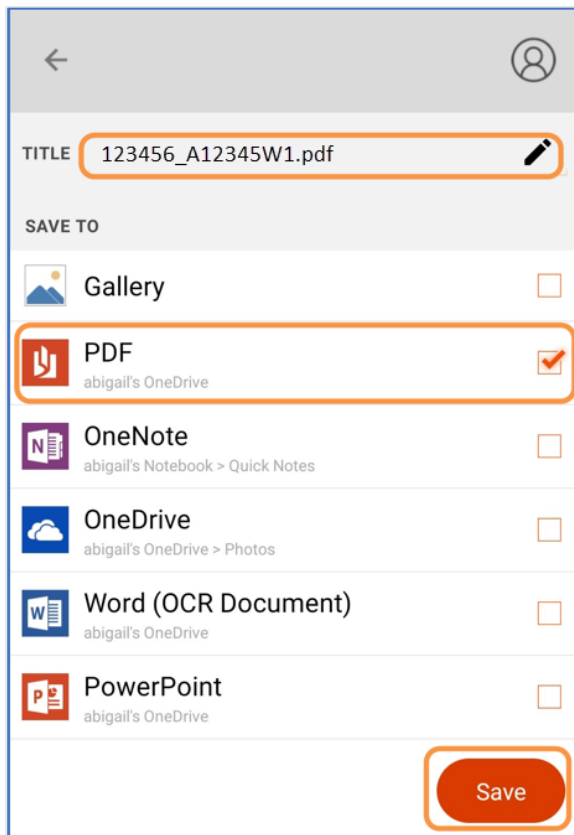 TITLE 123456_A12345W1.pdf
SAVE TO
Gallery
PDF
abigail's OneDrive
N
OneNote
abigail's Notebook > Quick Notes
OneDrive
abigail's OneDrive > Photos
W
Word (OCR Document)
abigail's OneDrive
P
PowerPoint
abigail's OneDrive
Save